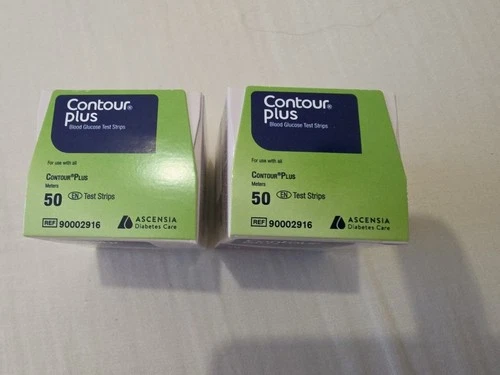 Contour®
plus
Blood Glucose Test Strips
For use with all
CONTOUR®PLUS
Meters
50 EN Test Strips
REF 90002916
ASCENSIA
Diabetes Care
Contour®
plus
Blood Glucose Test Strips
For use with all
CONTOUR®PLUS
Meters
50 EN Test Strips
REF 90002916
ASCENSIA
Diabetes Care